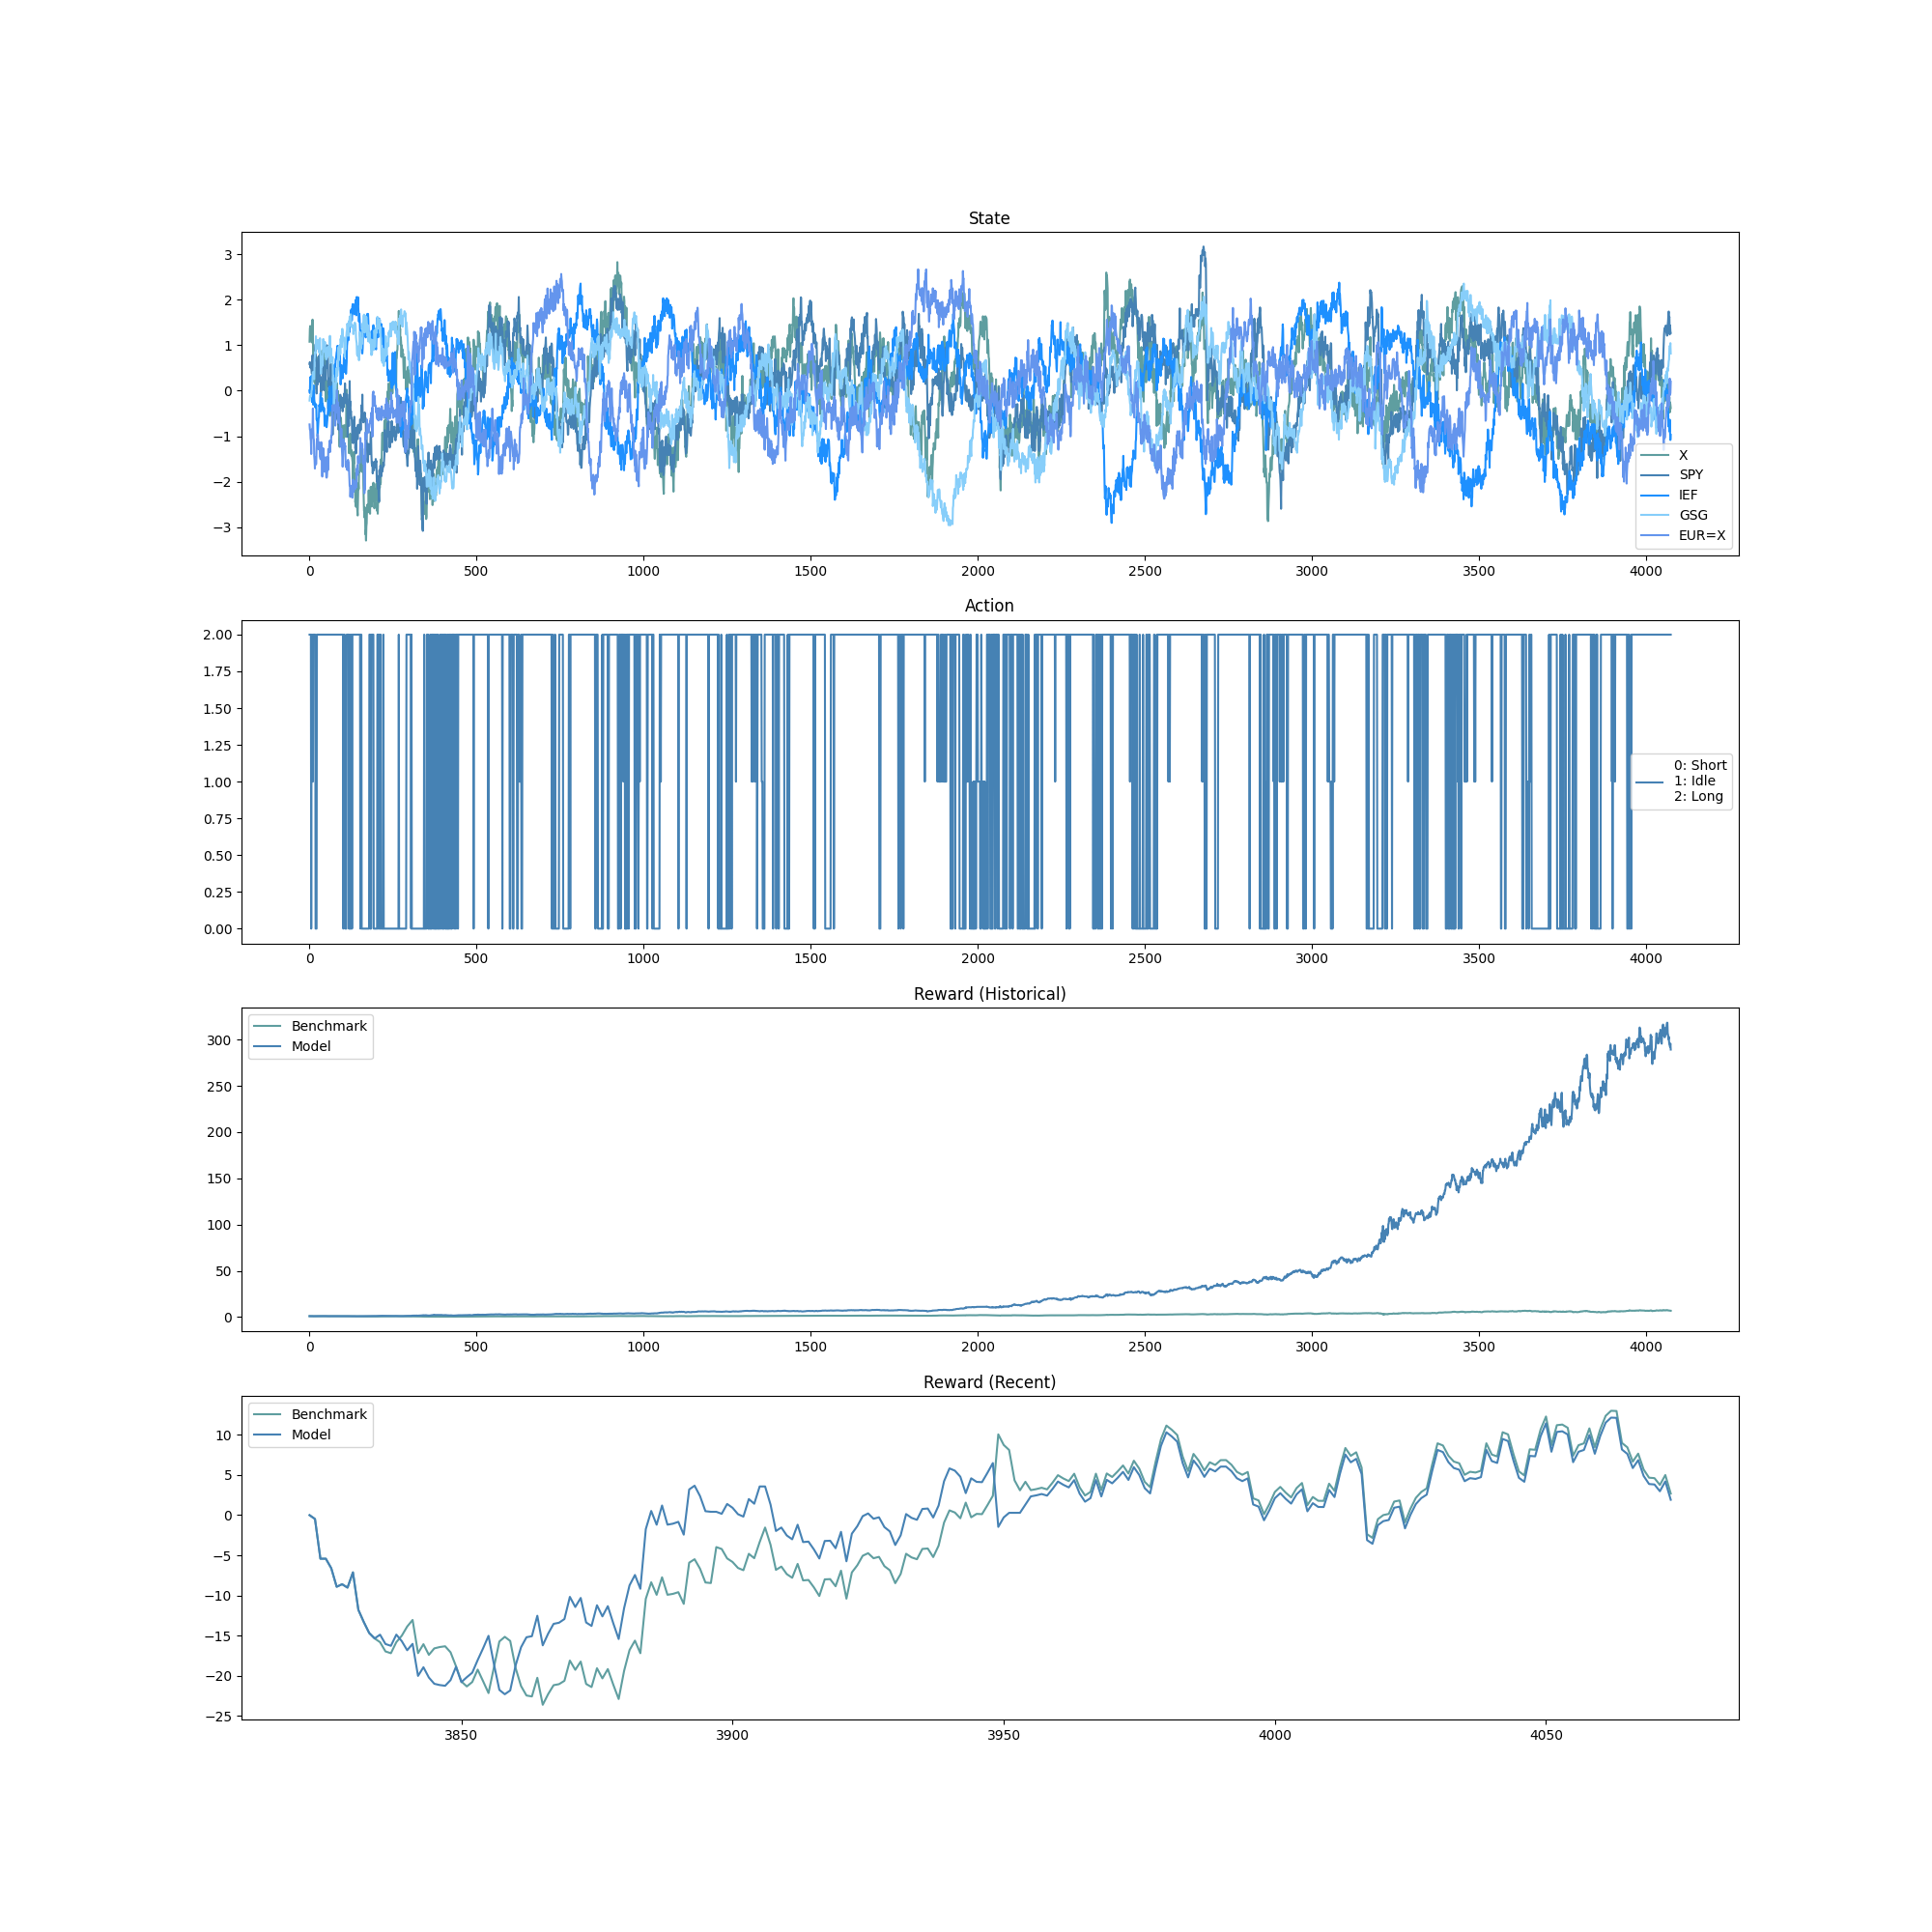 State
3
2
1
0
−1
−2
−3
X
SPY
IEF
GSG
EUR=X
0 500 1000 1500 2000 2500 3000 3500 4000
Action
2.00
1.75
1.50
1.25
1.00
0.75
0.50
0.25
0.00
0: Short
1: Idle
2: Long
0 500 1000 1500 2000 2500 3000 3500 4000
Reward (Historical)
Benchmark
Model
300
250
200
150
100
50
0
0 500 1000 1500 2000 2500 3000 3500 4000
Reward (Recent)
Benchmark
Model
10
5
0
−5
−10
−15
−20
−25
3850 3900 3950 4000 4050